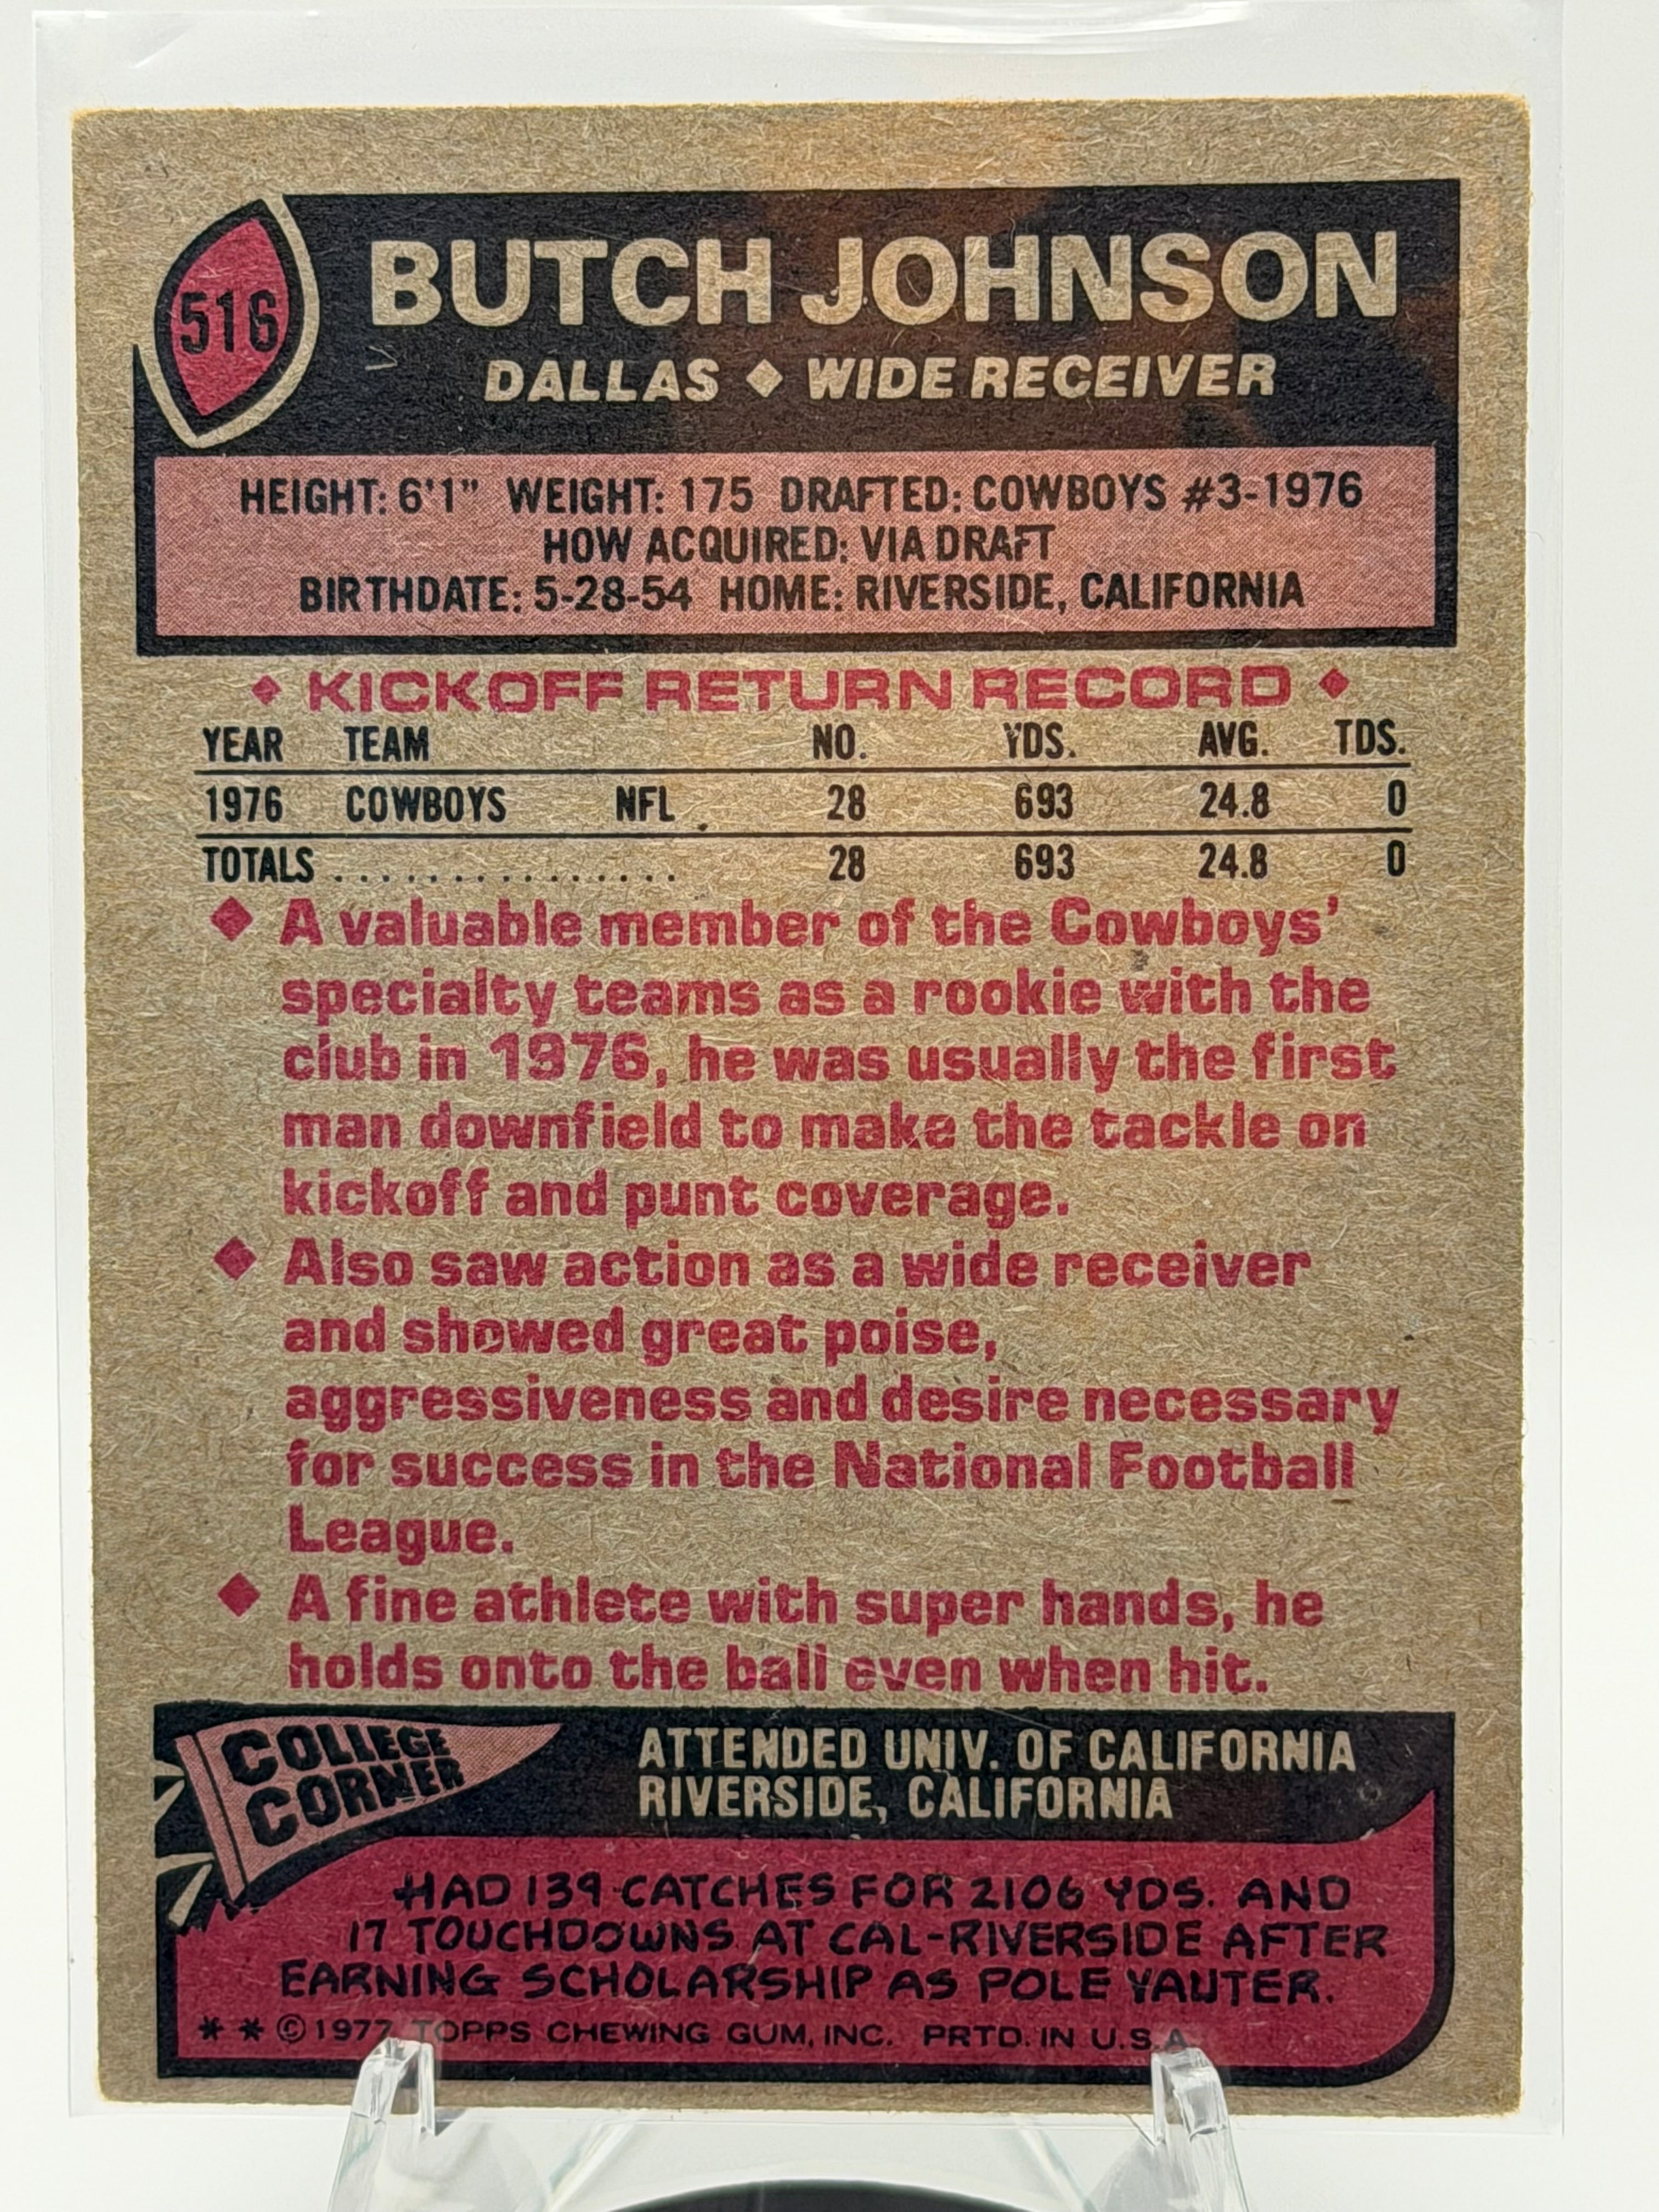 516
BUTCH JOHNSON
DALLAS ◆ WIDE RECEIVER
HEIGHT: 6'1" WEIGHT: 175 DRAFTED: COWBOYS #3-1976
HOW ACQUIRED: VIA DRAFT
BIRTHDATE: 5-28-54 HOME: RIVERSIDE, CALIFORNIA
◆ KICKOFF RETURN RECORD ◆
YEAR TEAM NO. YDS. AVG. TDS.
1976 COWBOYS NFL 28 693 24.8 0
TOTALS ............... 28 693 24.8 0
◆ A valuable member of the Cowboys'
specialty teams as a rookie with the
club in 1976, he was usually the first
man downfield to make the tackle on
kickoff and punt coverage.
◆ Also saw action as a wide receiver
and showed great poise,
aggressiveness and desire necessary
for success in the National Football
League.
◆ A fine athlete with super hands, he
holds onto the ball even when hit.
COLLEGE
CORNER
ATTENDED UNIV. OF CALIFORNIA
RIVERSIDE, CALIFORNIA
HAD 139 CATCHES FOR 2106 YDS. AND
17 TOUCHDOWNS AT CAL-RIVERSIDE AFTER
EARNING SCHOLARSHIP AS POLE VAUTER.
* * © 1977 TOPPS CHEWING GUM, INC. PRTD. IN U.S.A.